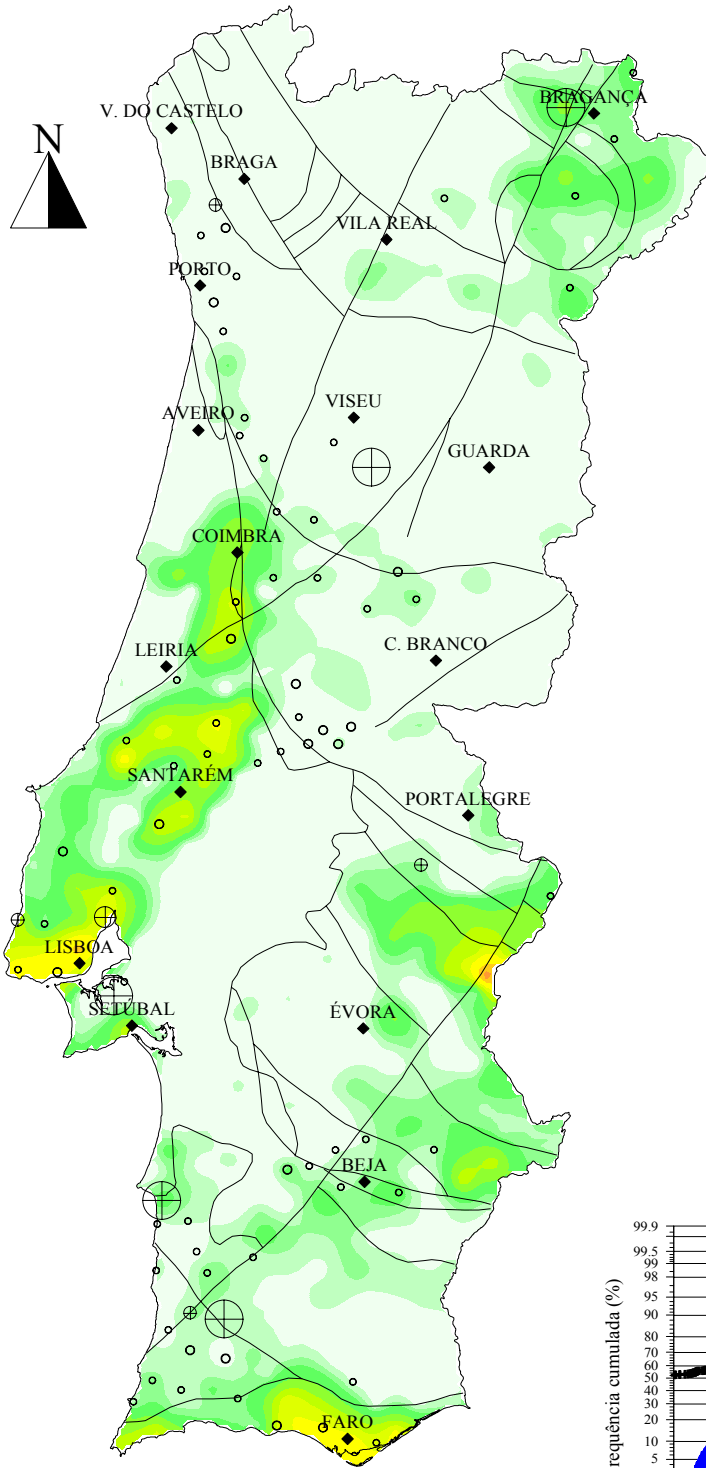 BRAGANÇA
V. DO CASTELO
N
BRAGA
VILA REAL
PORTO
VISEU
AVEIRO
GUARDA
COIMBRA
LEIRIA
C. BRANCO
SANTARÉM
PORTALEGRE
LISBOA
SETÚBAL
ÉVORA
BEJA
FARO
99.9
99.5
99
98
95
90
80
70
60
50
40
30
20
10
5
requência cumulada (%)